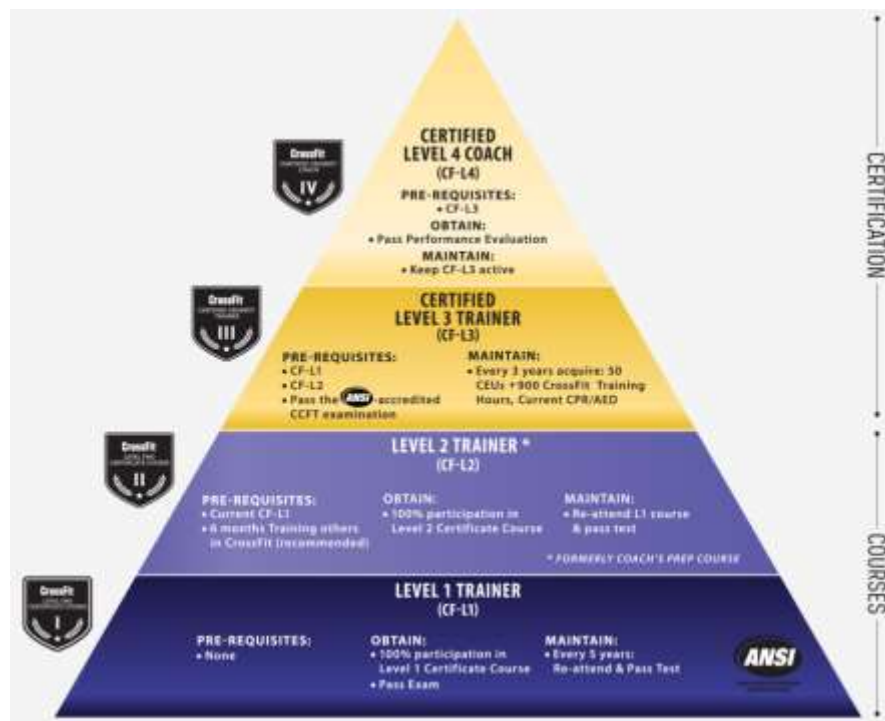 CERTIFIED
LEVEL 4 COACH
(CF-L4)
PRE-REQUISITES:
• CF-L3
OBTAIN:
• Pass Performance Evaluation
MAINTAIN:
• Keep CF-L3 active
CrossFit
COACH
IV
CERTIFICATION
CERTIFIED
LEVEL 3 TRAINER
(CF-L3)
PRE-REQUISITES:
• CF-L1
• CF-L2
• Pass the ANSI-accredited
CCFT examination
MAINTAIN:
• Every 3 years acquire: 50
CEUs +900 CrossFit Training
Hours, Current CPR/AED
CrossFit
TRAINER
III
LEVEL 2 TRAINER *
(CF-L2)
PRE-REQUISITES:
• Current CF-L1
• 6 months Training others
in CrossFit (recommended)
OBTAIN:
• 100% participation in
Level 2 Certificate Course
MAINTAIN:
• Re-attend L1 course
& pass test
* FORMERLY COACH'S PREP COURSE
CrossFit
II
COURSES
LEVEL 1 TRAINER
(CF-L1)
PRE-REQUISITES:
• None
OBTAIN:
• 100% participation in
Level 1 Certificate Course
• Pass Exam
MAINTAIN:
• Every 5 years:
Re-attend & Pass Test
CrossFit
I
ANSI